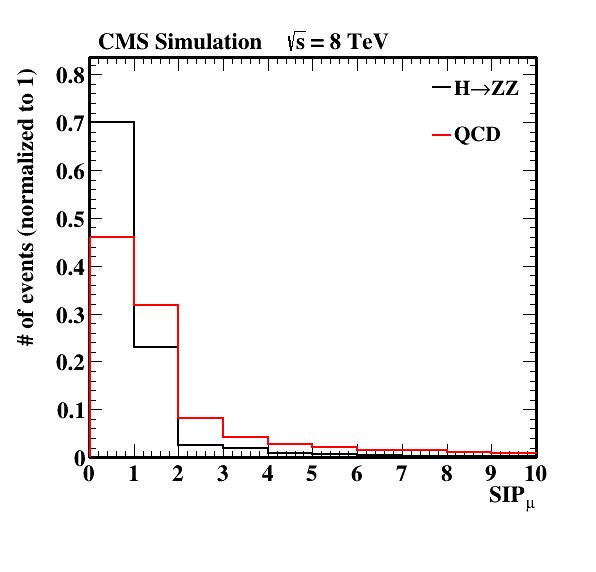 CMS Simulation √s = 8 TeV
# of events (normalized to 1)
0.8
0.7
0.6
0.5
0.4
0.3
0.2
0.1
0
H→ZZ
QCD
0 1 2 3 4 5 6 7 8 9 10
SIPμ